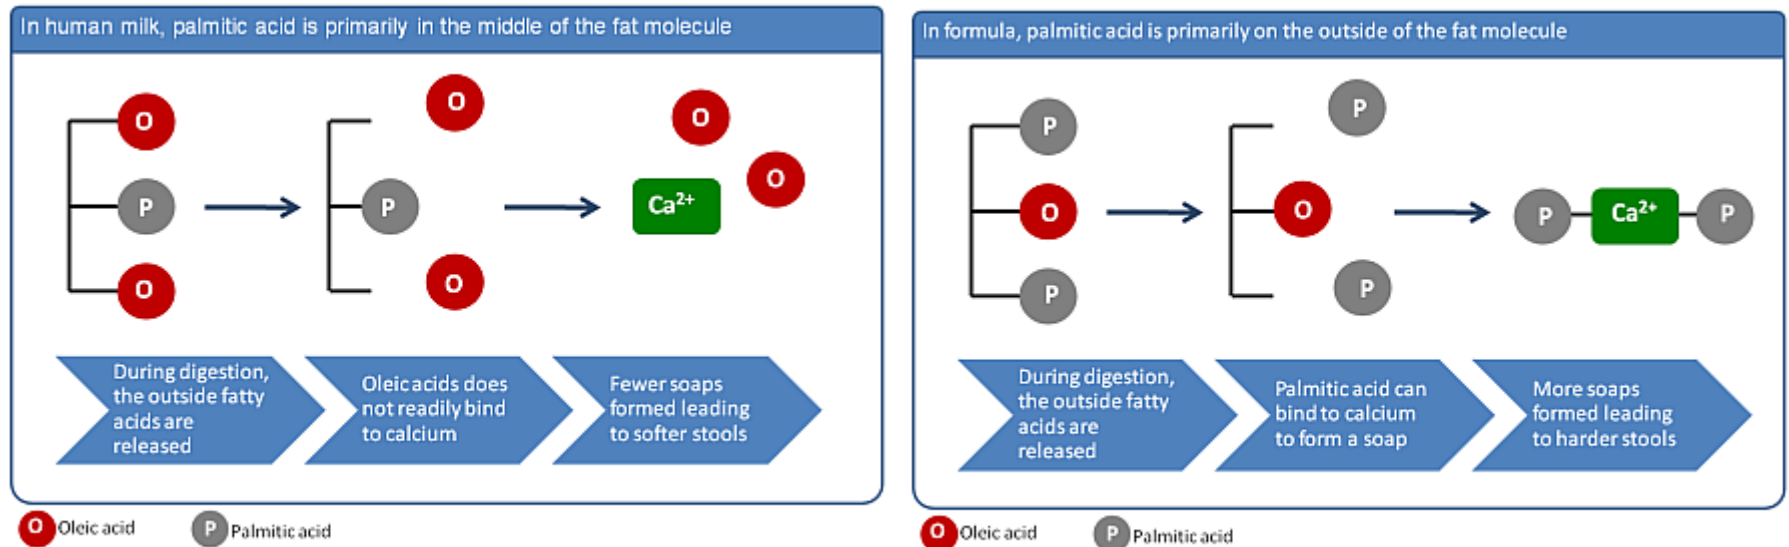 In human milk, palmitic acid is primarily in the middle of the fat molecule
O
P
O
O
P
O
O
O
Ca2+
During digestion,
the outside fatty
acids are
released
Oleic acids does
not readily bind
to calcium
Fewer soaps
formed leading
to softer stools
O Oleic acid
P Palmitic acid
In formula, palmitic acid is primarily on the outside of the fat molecule
P
O
P
P
O
P
P
Ca2+
P
During digestion,
the outside fatty
acids are
released
Palmitic acid can
bind to calcium
to form a soap
More soaps
formed leading
to harder stools
O Oleic acid
P Palmitic acid